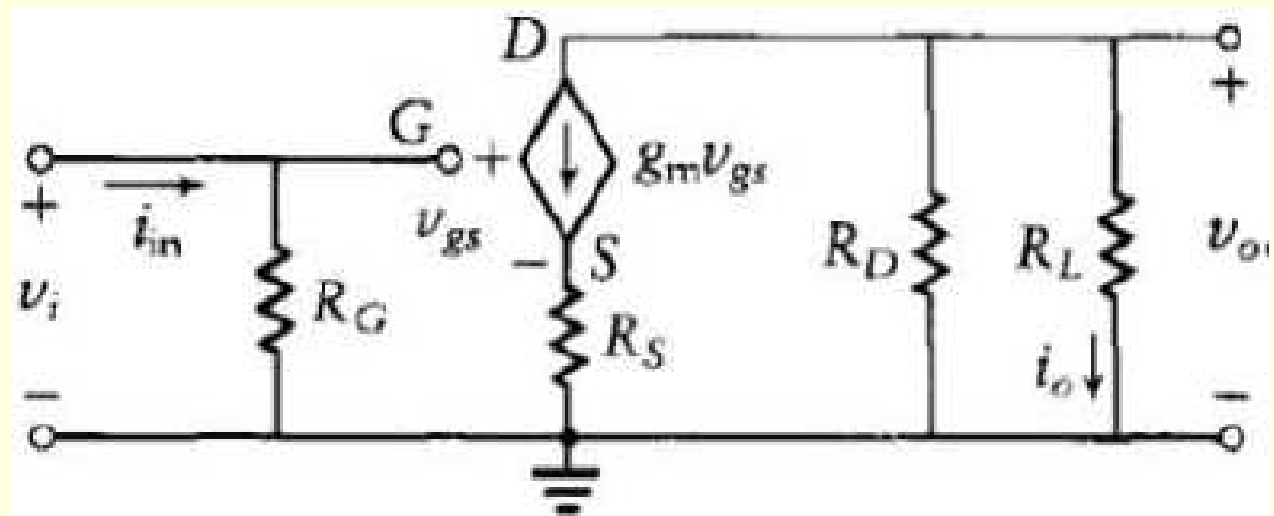 D
G
+
g_m v_gs
+
+
i_in
v_gs
−
S
v_i
R_G
R_S
R_D
R_L
v_o
i_o
−
−